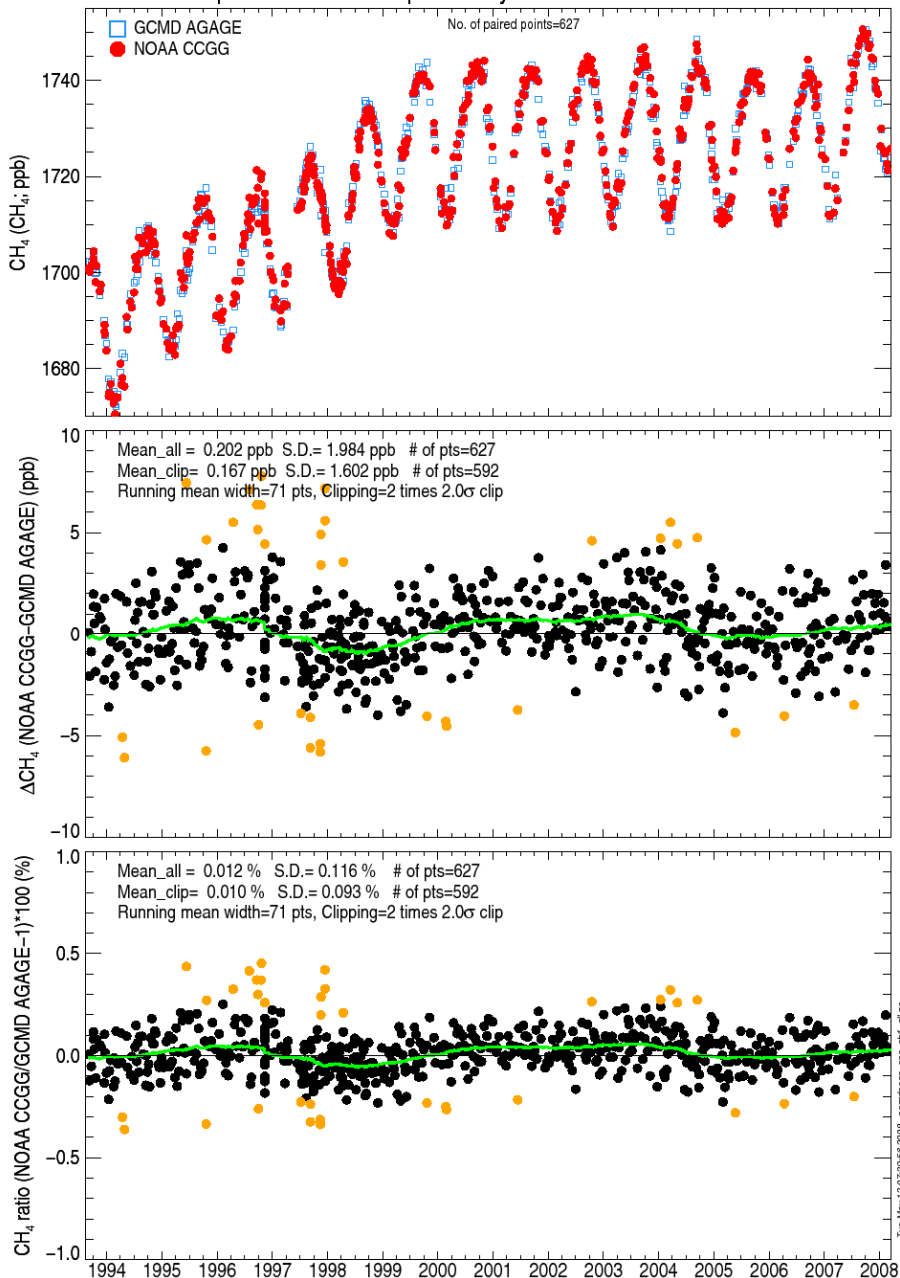 No. of paired points=627
GCMD AGAGE
NOAA CCGG
1740
1720
1700
1680
CH₄ (CH₄; ppb)
10
5
0
−5
−10
ΔCH₄ (NOAA CCGG−GCMD AGAGE) (ppb)
Mean_all = 0.202 ppb S.D.= 1.984 ppb # of pts=627
Mean_clip= 0.167 ppb S.D.= 1.602 ppb # of pts=592
Running mean width=71 pts, Clipping=2 times 2.0σ clip
1.0
0.5
0.0
−0.5
−1.0
CH₄ ratio (NOAA CCGG/GCMD AGAGE−1)*100 (%)
Mean_all = 0.012 % S.D.= 0.116 % # of pts=627
Mean_clip= 0.010 % S.D.= 0.093 % # of pts=592
Running mean width=71 pts, Clipping=2 times 2.0σ clip
1994 1995 1996 1997 1998 1999 2000 2001 2002 2003 2004 2005 2006 2007 2008